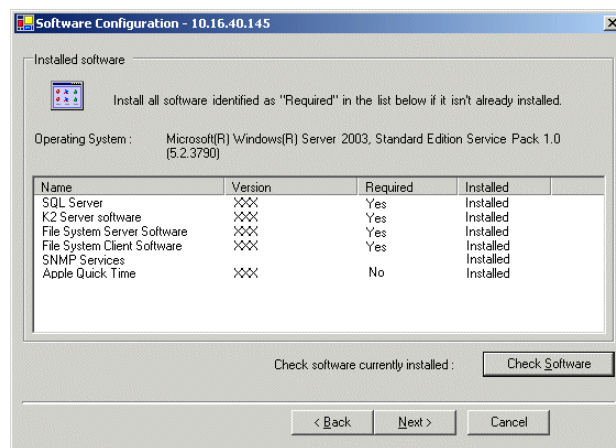 Software Configuration - 10.16.40.145
Installed software
Install all software identified as "Required" in the list below if it isn't already installed.
Operating System : Microsoft(R) Windows(R) Server 2003, Standard Edition Service Pack 1.0
(5.2.3790)
Name Version Required Installed
SQL Server XXX Yes Installed
K2 Server software XXX Yes Installed
File System Server Software XXX Yes Installed
File System Client Software XXX Yes Installed
SNMP Services Installed
Apple Quick Time XXX No Installed
Check software currently installed : Check Software
< Back Next > Cancel